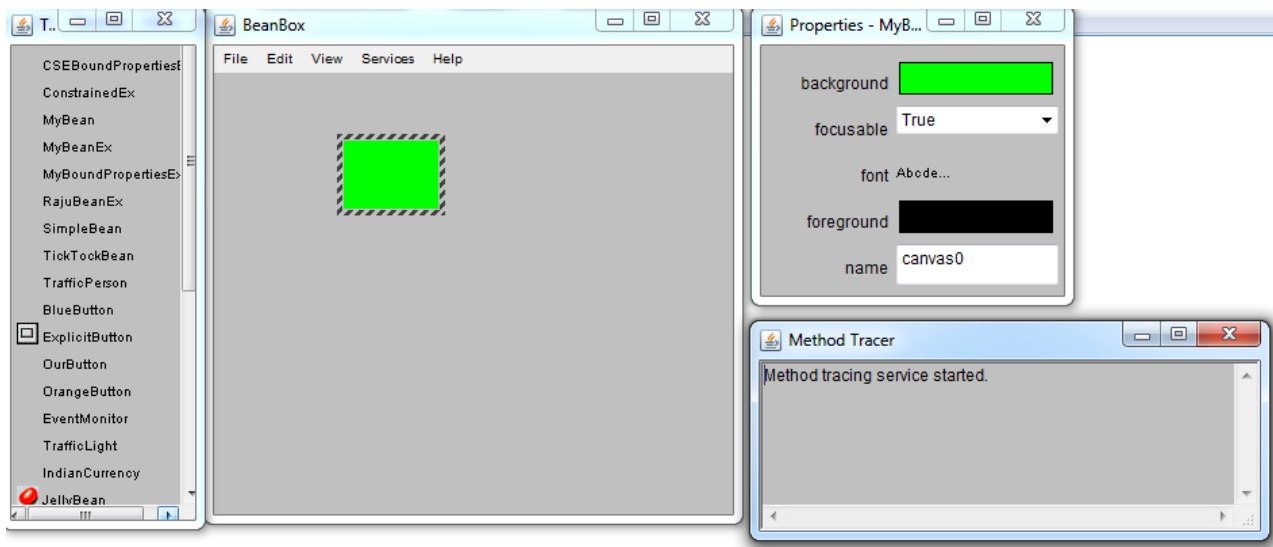 T..
CSEBoundPropertiesE
ConstrainedEx
MyBean
MyBeanEx
MyBoundPropertiesEx
RajuBeanEx
SimpleBean
TickTockBean
TrafficPerson
BlueButton
ExplicitButton
OurButton
OrangeButton
EventMonitor
TrafficLight
IndianCurrency
JellyBean
BeanBox
File Edit View Services Help
Properties - MyB...
background
focusable True
font Abcde...
foreground
name canvas0
Method Tracer
Method tracing service started.